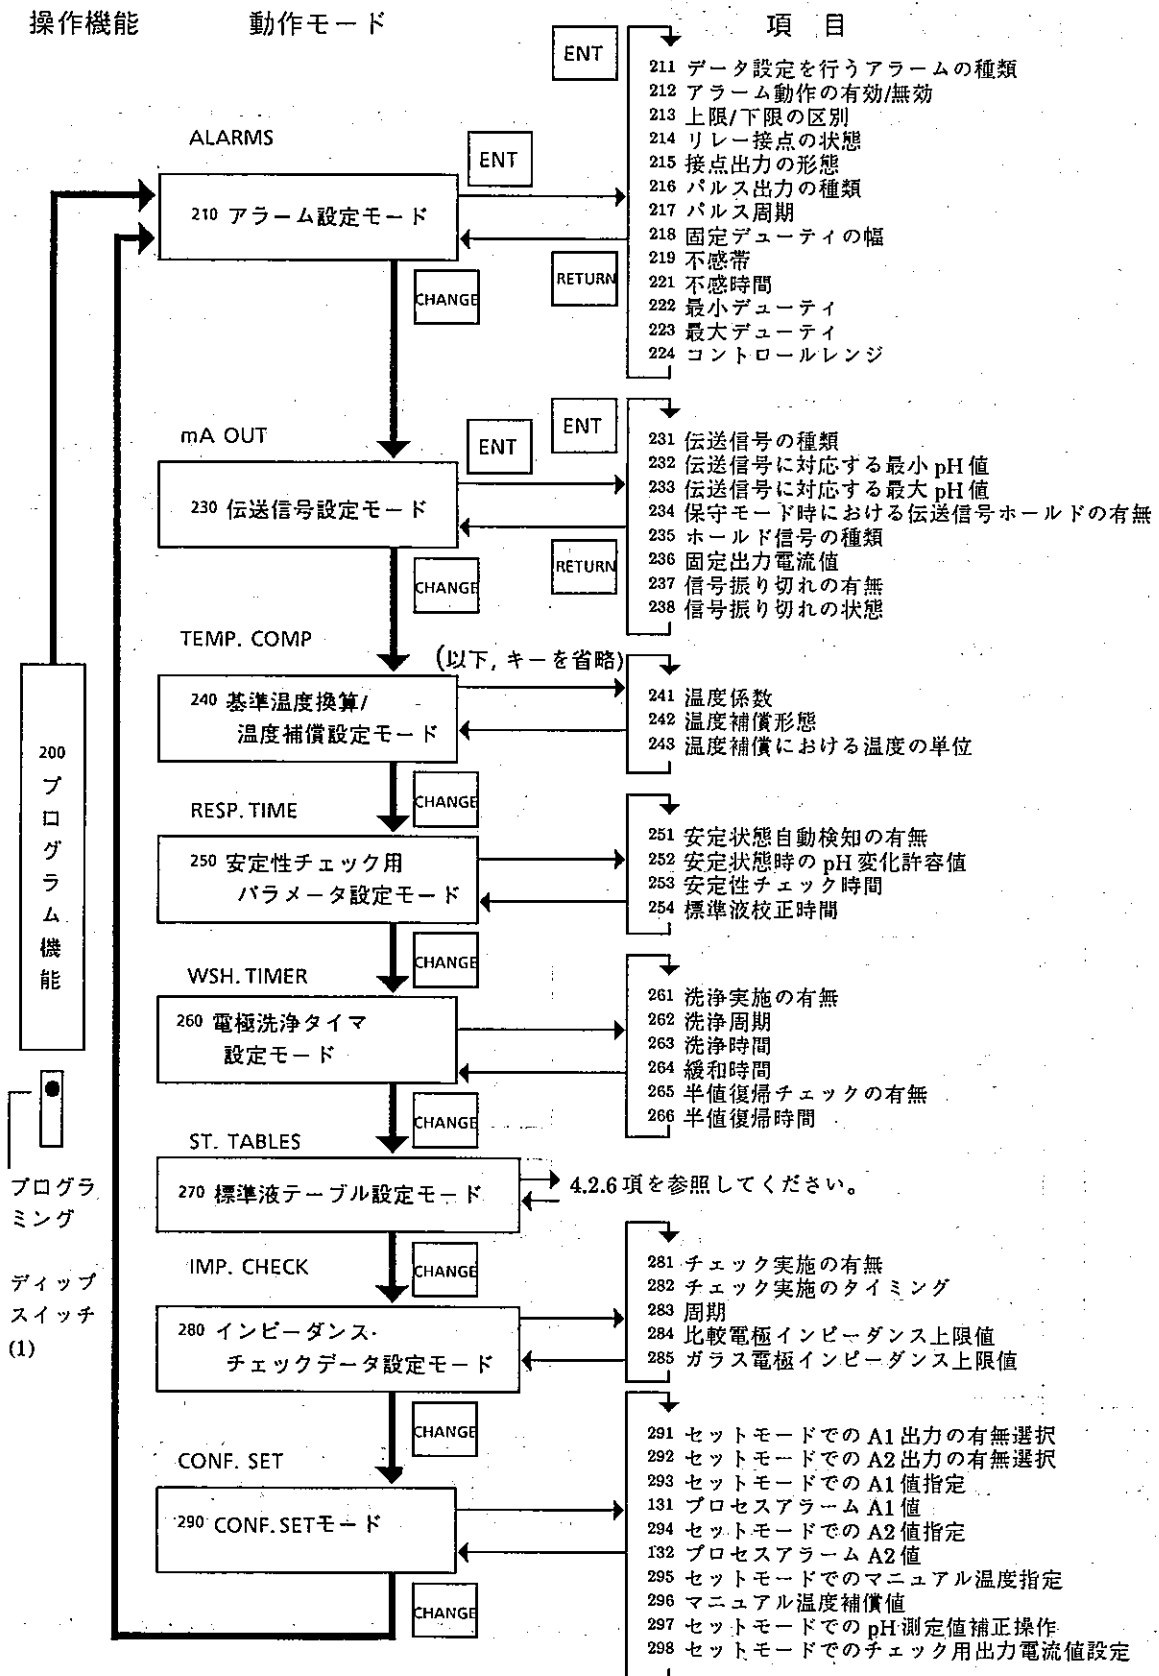 操作機能
動作モード
項 目
ENT
211 データ設定を行うアラームの種類
212 アラーム動作の有効/無効
213 上限/下限の区別
214 リレー接点の状態
215 接点出力の形態
216 パルス出力の種類
217 パルス周期
218 固定デューティの幅
219 不感帯
221 不感時間
222 最小デューティ
223 最大デューティ
224 コントロールレンジ
ALARMS
ENT
210 アラーム設定モード
RETURN
CHANGE
mA OUT
ENT
ENT
231 伝送信号の種類
232 伝送信号に対応する最小 pH 値
233 伝送信号に対応する最大 pH 値
234 保守モード時における伝送信号ホールドの有無
235 ホールド信号の種類
236 固定出力電流値
237 信号振り切れの有無
238 信号振り切れの状態
230 伝送信号設定モード
RETURN
CHANGE
TEMP. COMP
(以下, キーを省略)
240 基準温度換算/
温度補償設定モード
241 温度係数
242 温度補償形態
243 温度補償における温度の単位
CHANGE
RESP. TIME
250 安定性チェック用
パラメータ設定モード
251 安定状態自動検知の有無
252 安定状態時の pH 変化許容値
253 安定性チェック時間
254 標準液校正時間
CHANGE
WSH. TIMER
260 電極洗浄タイマ
設定モード
261 洗浄実施の有無
262 洗浄周期
263 洗浄時間
264 緩和時間
265 半値復帰チェックの有無
266 半値復帰時間
CHANGE
ST. TABLES
270 標準液テーブル設定モード
4.2.6 項を参照してください。
CHANGE
IMP. CHECK
280 インピーダンス・
チェックデータ設定モード
281 チェック実施の有無
282 チェック実施のタイミング
283 周期
284 比較電極インピーダンス上限値
285 ガラス電極インピーダンス上限値
CHANGE
CONF. SET
290 CONF. SETモード
291 セットモードでの A1 出力の有無選択
292 セットモードでの A2 出力の有無選択
293 セットモードでの A1 値指定
131 プロセスアラーム A1 値
294 セットモードでの A2 値指定
132 プロセスアラーム A2 値
295 セットモードでのマニュアル温度指定
296 マニュアル温度補償値
297 セットモードでの pH 測定値補正操作
298 セットモードでのチェック用出力電流値設定
CHANGE
200
プ
ロ
グ
ラ
ム
機
能
プログラ
ミング
ディップ
スイッチ
(1)